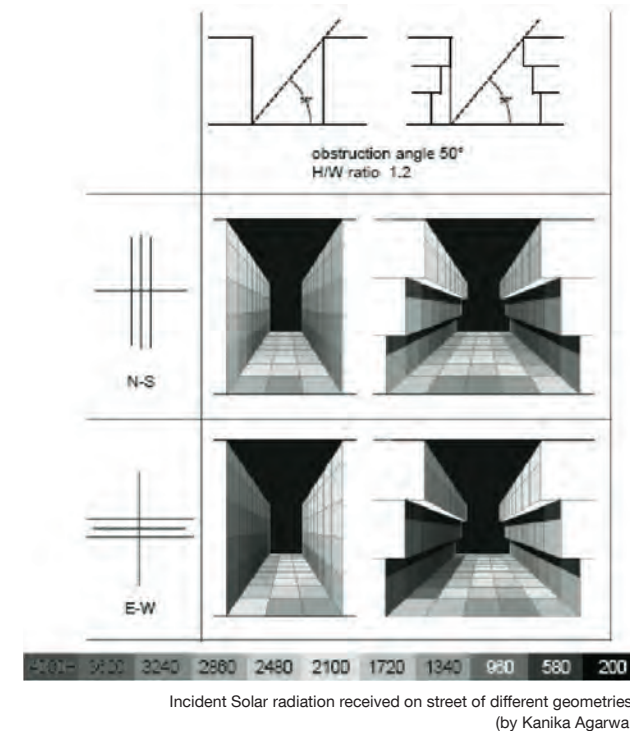 obstruction angle 50°
H/W ratio 1.2
N-S
E-W
3240 2860 2480 2100 1720 1340 960 580 200
Incident Solar radiation received on street of different geometries
(by Kanika Agarwa